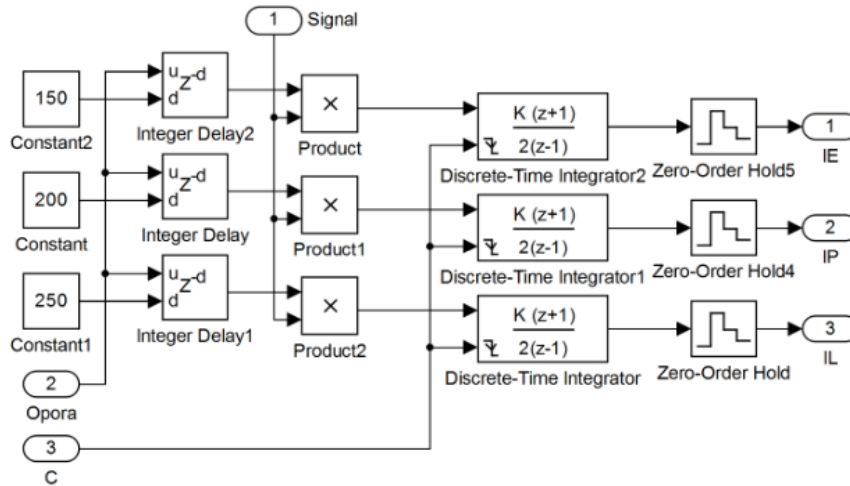 1
Signal
150
Constant2
u
d
Z-d
Integer Delay2
×
Product
K (z+1)
2(z-1)
Discrete-Time Integrator2
Zero-Order Hold5
1
IE
200
Constant
u
d
Z-d
Integer Delay
×
Product1
K (z+1)
2(z-1)
Discrete-Time Integrator1
Zero-Order Hold4
2
IP
250
Constant1
u
d
Z-d
Integer Delay1
×
Product2
K (z+1)
2(z-1)
Discrete-Time Integrator
Zero-Order Hold
3
IL
2
Opora
3
C